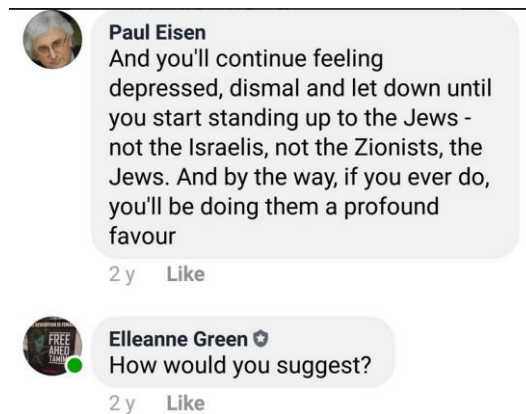 Paul Eisen
And you'll continue feeling
depressed, dismal and let down until
you start standing up to the Jews -
not the Israelis, not the Zionists, the
Jews. And by the way, if you ever do,
you'll be doing them a profound
favour
2 y Like
FREE
AHED
TAMIMI
Elleanne Green
How would you suggest?
2 y Like